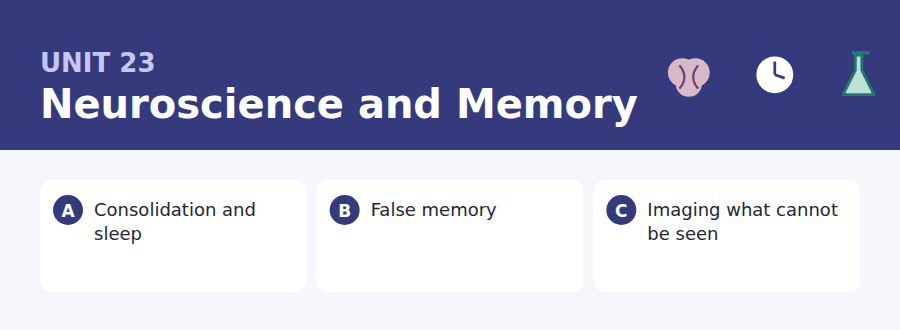 UNIT 23
Neuroscience and Memory
A Consolidation and
sleep
B False memory
C Imaging what cannot
be seen